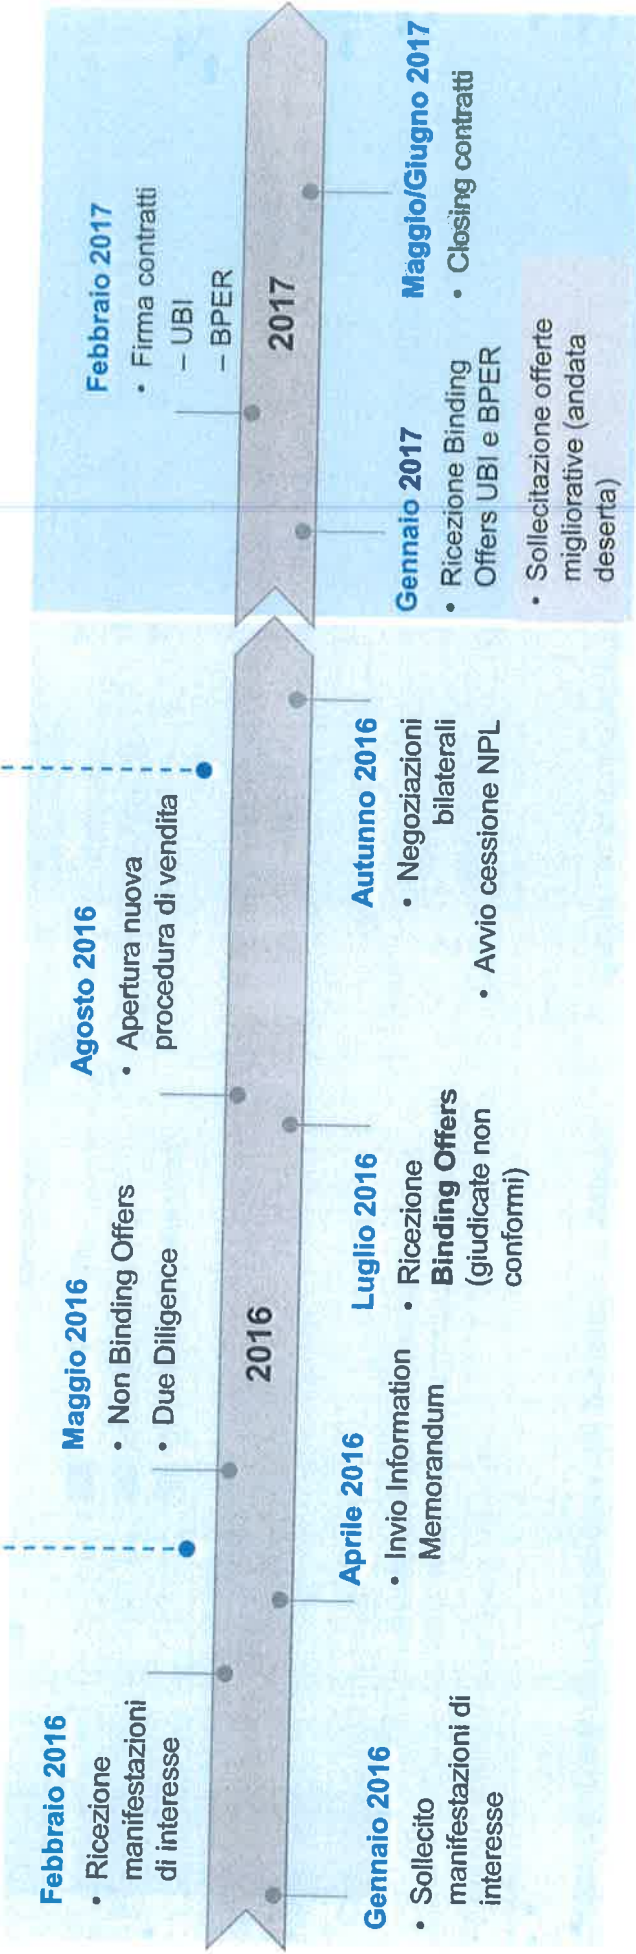 Febbraio 2016
• Ricezione
manifestazioni
di interesse
Maggio 2016
• Non Binding Offers
• Due Diligence
Agosto 2016
• Apertura nuova
procedura di vendita
Febbraio 2017
• Firma contratti
– UBI
– BPER
2016
2017
Gennaio 2016
• Sollecito
manifestazioni di
interesse
Aprile 2016
• Invio Information
Memorandum
Luglio 2016
• Ricezione
Binding Offers
(giudicate non
conformi)
Autunno 2016
• Negoziazioni
bilaterali
• Avvio cessione NPL
Gennaio 2017
• Ricezione Binding
Offers UBI e BPER
• Sollecitazione offerte
migliorative (andata
deserta)
Maggio/Giugno 2017
• Closing contratti